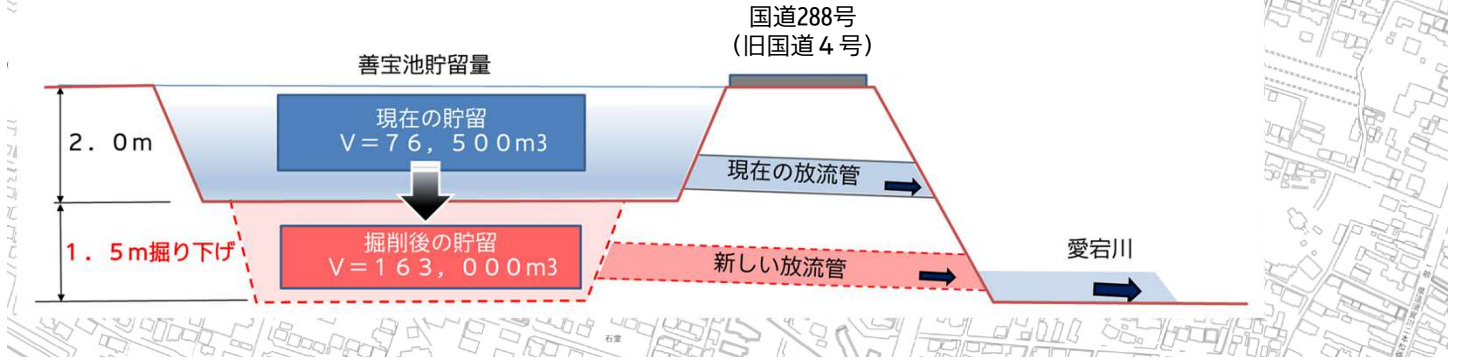 国道288号
（旧国道４号）
善宝池貯留量
現在の貯留
Ｖ＝７６，５００m3
２．０ｍ
現在の放流管
掘削後の貯留
Ｖ＝１６３，０００m3
１．５ｍ掘り下げ
新しい放流管
愛宕川
石堂